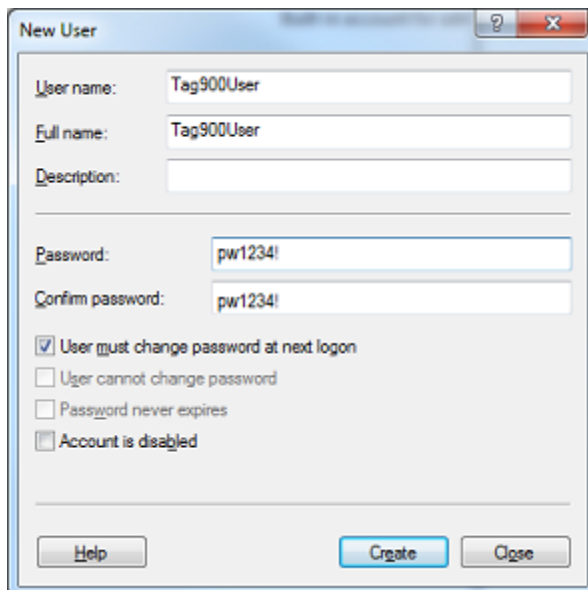 New User
User name: Tag900User
Full name: Tag900User
Description:
Password: pw1234!
Confirm password: pw1234!
User must change password at next logon
User cannot change password
Password never expires
Account is disabled
Help Create Close